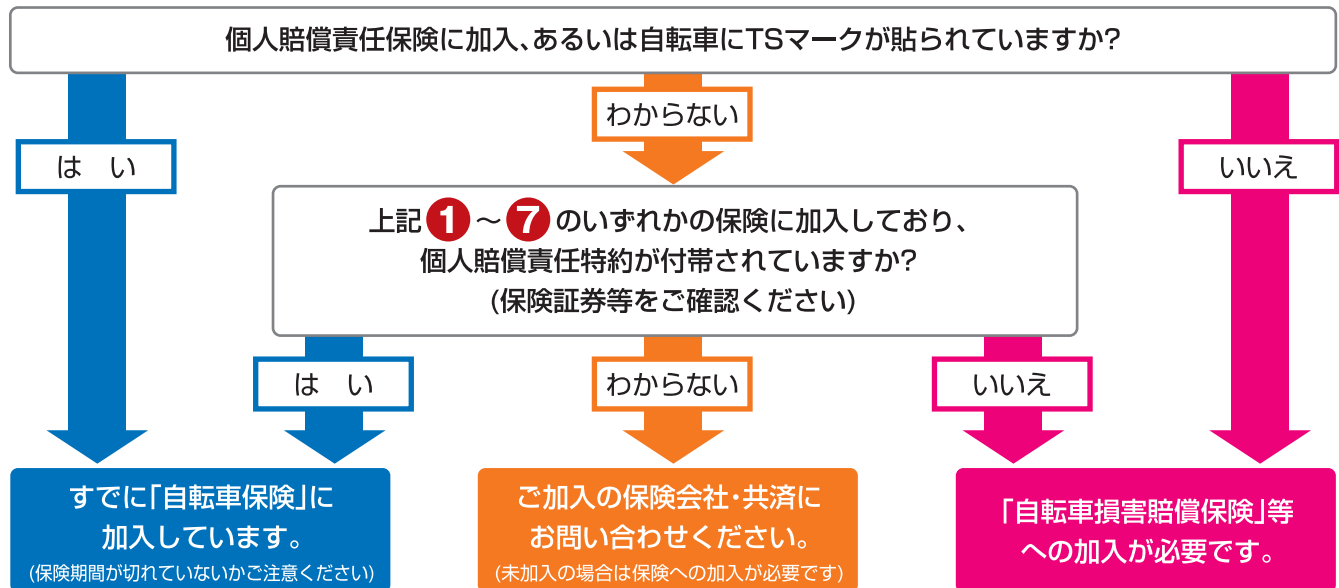 個人賠償責任保険に加入、あるいは自転車にTSマークが貼られていますか?
わからない
は い
いいえ
上記❶〜❼のいずれかの保険に加入しており、
個人賠償責任特約が付帯されていますか?
(保険証券等をご確認ください)
は い
わからない
いいえ
すでに「自転車保険」に
加入しています。
(保険期間が切れていないかご注意ください)
ご加入の保険会社・共済に
お問い合わせください。
(未加入の場合は保険への加入が必要です)
「自転車損害賠償保険」等
への加入が必要です。